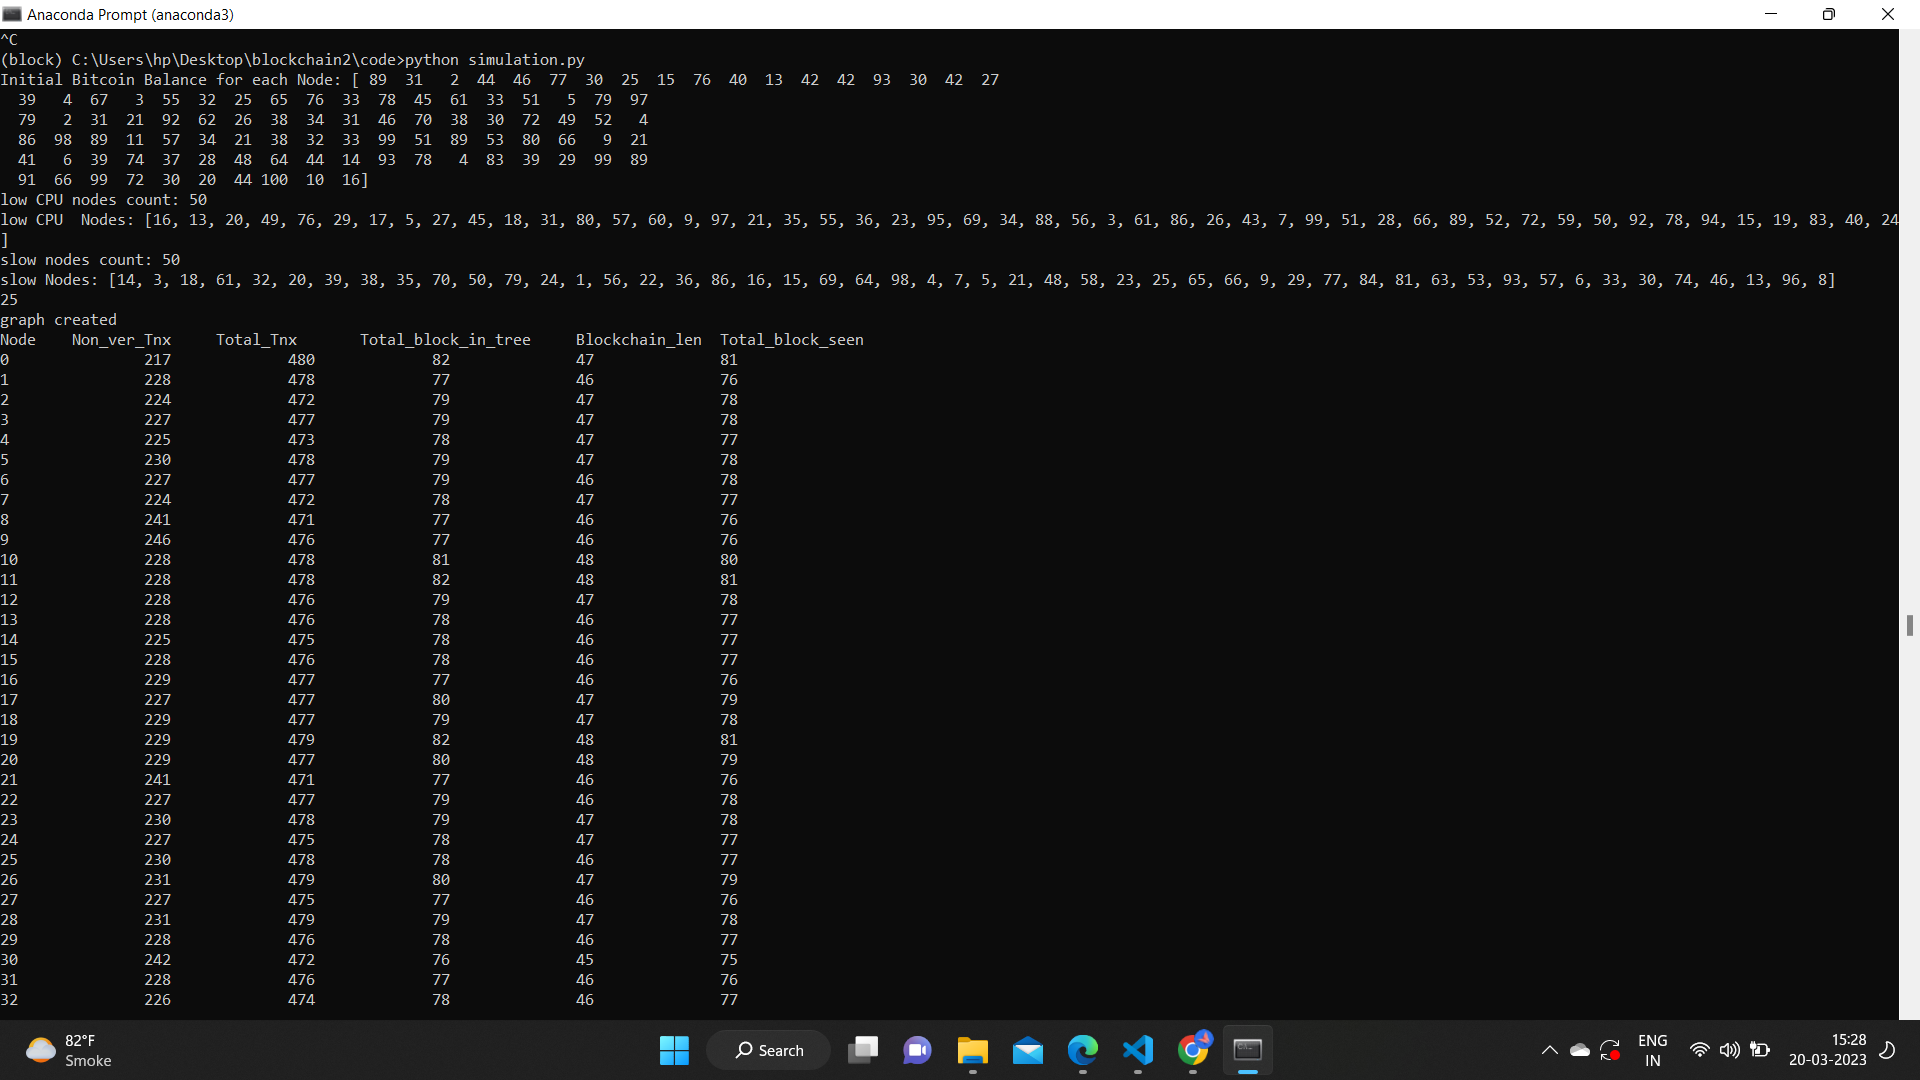 Anaconda Prompt (anaconda3)
^C
(block) C:\Users\hp\Desktop\blockchain2\code>python simulation.py
Initial Bitcoin Balance for each Node: [ 89  31   2  44  46  77  30  25  15  76  40  13  42  42  93  30  42  27
  39   4  67   3  55  32  25  65  76  33  78  45  61  33  51   5  79  97
  79   2  31  21  92  62  26  38  34  31  46  70  38  30  72  49  52   4
  86  98  89  11  57  34  21  38  32  33  99  51  89  53  80  66   9  21
  41   6  39  74  37  28  48  64  44  14  93  78   4  83  39  29  99  89
  91  66  99  72  30  20  44 100  10  16]
low CPU nodes count: 50
low CPU  Nodes: [16, 13, 20, 49, 76, 29, 17, 5, 27, 45, 18, 31, 80, 57, 60, 9, 97, 21, 35, 55, 36, 23, 95, 69, 34, 88, 56, 3, 61, 86, 26, 43, 7, 99, 51, 28, 66, 89, 52, 72, 59, 50, 92, 78, 94, 15, 19, 83, 40, 24
]
slow nodes count: 50
slow Nodes: [14, 3, 18, 61, 32, 20, 39, 38, 35, 70, 50, 79, 24, 1, 56, 22, 36, 86, 16, 15, 69, 64, 98, 4, 7, 5, 21, 48, 58, 23, 25, 65, 66, 9, 29, 77, 84, 81, 63, 53, 93, 57, 6, 33, 30, 74, 46, 13, 96, 8]
25
graph created
Node    Non_ver_Tnx     Total_Tnx       Total_block_in_tree     Blockchain_len  Total_block_seen
0               217             480             82              47              81
1               228             478             77              46              76
2               224             472             79              47              78
3               227             477             79              47              78
4               225             473             78              47              77
5               230             478             79              47              78
6               227             477             79              46              78
7               224             472             78              47              77
8               241             471             77              46              76
9               246             476             77              46              76
10              228             478             81              48              80
11              228             478             82              48              81
12              228             476             79              47              78
13              228             476             78              46              77
14              225             475             78              46              77
15              228             476             78              46              77
16              229             477             77              46              76
17              227             477             80              47              79
18              229             477             79              47              78
19              229             479             82              48              81
20              229             477             80              48              79
21              241             471             77              46              76
22              227             477             79              46              78
23              230             478             79              47              78
24              227             475             78              47              77
25              230             478             78              46              77
26              231             479             80              47              79
27              227             475             77              46              76
28              231             479             79              47              78
29              228             476             78              46              77
30              242             472             76              45              75
31              228             476             77              46              76
32              226             474             78              46              77
82°F
Smoke
Search
ENG
IN
15:28
20-03-2023